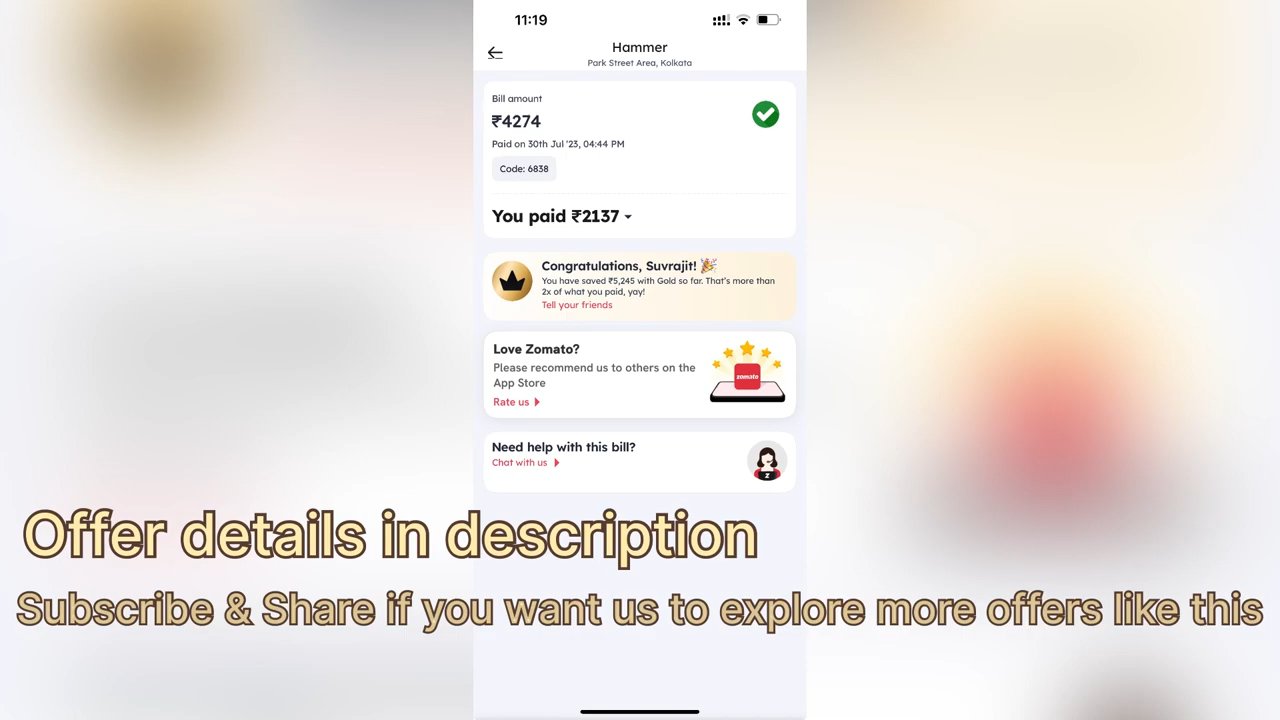 11:19
Hammer
Park Street Area, Kolkata
Bill amount
₹4274
Paid on 30th Jul '23, 04:44 PM
Code: 6838
You paid ₹2137
Congratulations, Suvrajit! 🎉
You have saved ₹5,245 with Gold so far. That's more than
2x of what you paid, yay!
Tell your friends
Love Zomato?
Please recommend us to others on the
App Store
Rate us
zomato
Need help with this bill?
Chat with us
Z
Offer details in description
Subscribe & Share if you want us to explore more offers like this